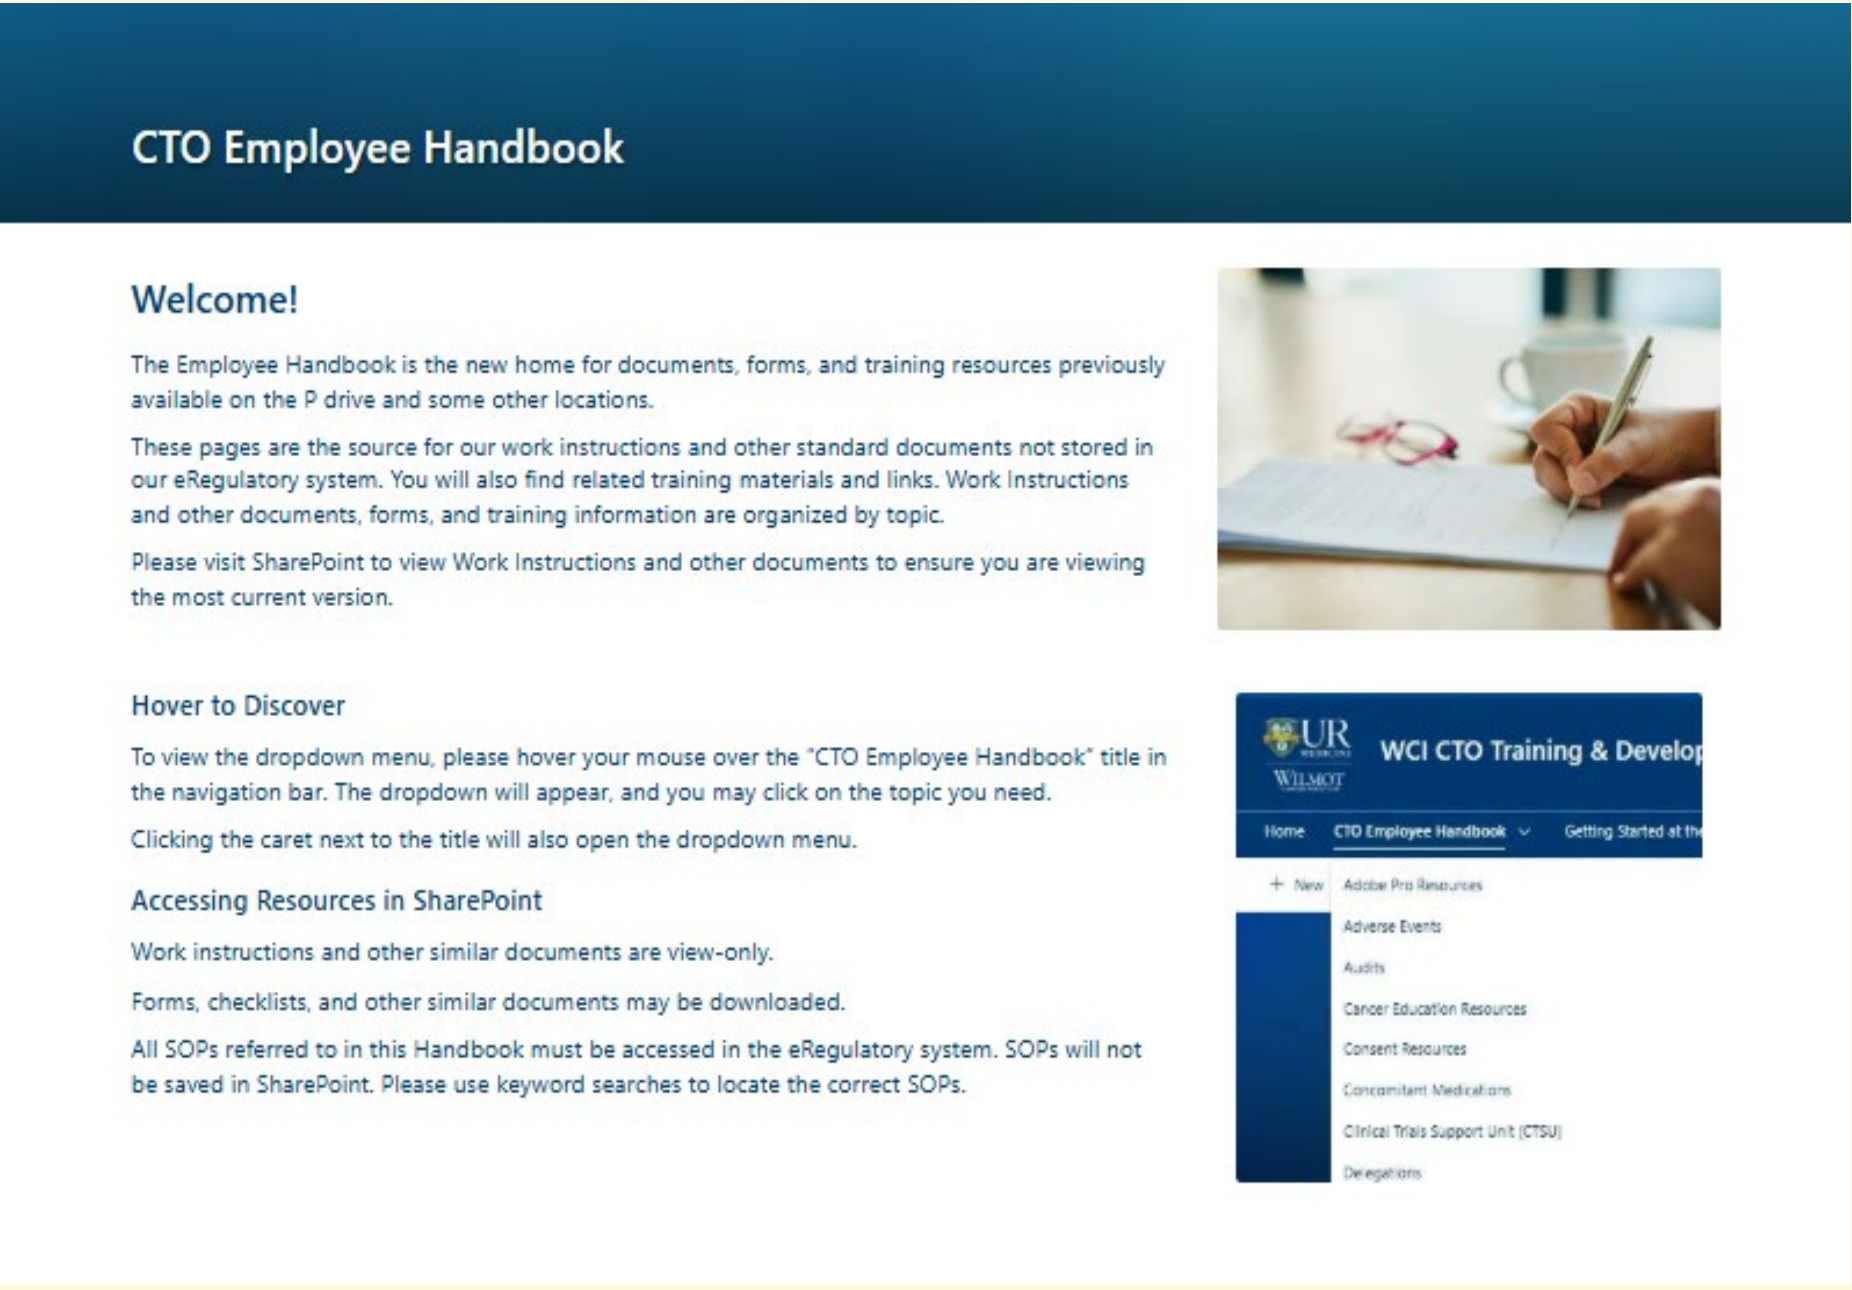 CTO Employee Handbook
Welcome!
The Employee Handbook is the new home for documents, forms, and training resources previously
available on the P drive and some other locations.
These pages are the source for our work instructions and other standard documents not stored in
our eRegulatory system. You will also find related training materials and links. Work Instructions
and other documents, forms, and training information are organized by topic.
Please visit SharePoint to view Work Instructions and other documents to ensure you are viewing
the most current version.
Hover to Discover
To view the dropdown menu, please hover your mouse over the "CTO Employee Handbook" title in
the navigation bar. The dropdown will appear, and you may click on the topic you need.
Clicking the caret next to the title will also open the dropdown menu.
Accessing Resources in SharePoint
Work instructions and other similar documents are view-only.
Forms, checklists, and other similar documents may be downloaded.
All SOPs referred to in this Handbook must be accessed in the eRegulatory system. SOPs will not
be saved in SharePoint. Please use keyword searches to locate the correct SOPs.
UR
MEDICINE
WILMOT
WCI CTO Training & Develop
Home CTO Employee Handbook Getting Started at the
+ New Adobe Pro Resources
Adverse Events
Audits
Cancer Education Resources
Consent Resources
Concomitant Medications
Clinical Trials Support Unit (CTSU)
Delegations